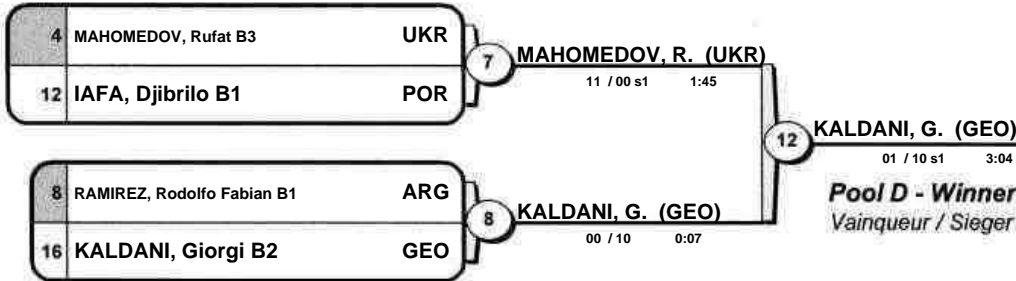 4 MAHOMEDOV, Rufat B3 UKR
12 IAFA, Djibrilo B1 POR
7
MAHOMEDOV, R. (UKR)
11 / 00 s1 1:45
8 RAMIREZ, Rodolfo Fabian B1 ARG
16 KALDANI, Giorgi B2 GEO
8
KALDANI, G. (GEO)
00 / 10 0:07
12
KALDANI, G. (GEO)
01 / 10 s1 3:04
Pool D - Winner
Vainqueur / Sieger